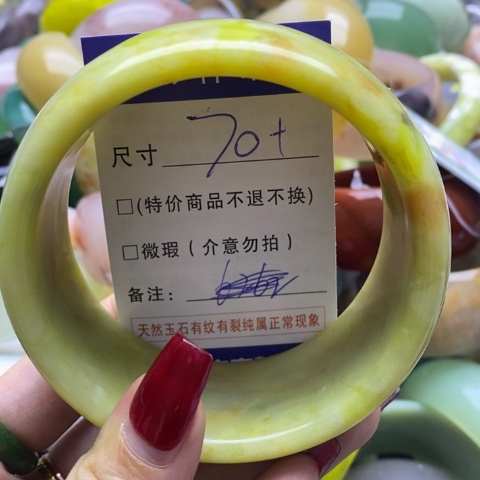 尺寸 70+
□(特价商品不退不换)
□微瑕(介意勿拍)
备注:
天然玉石有纹有裂纯属正常现象